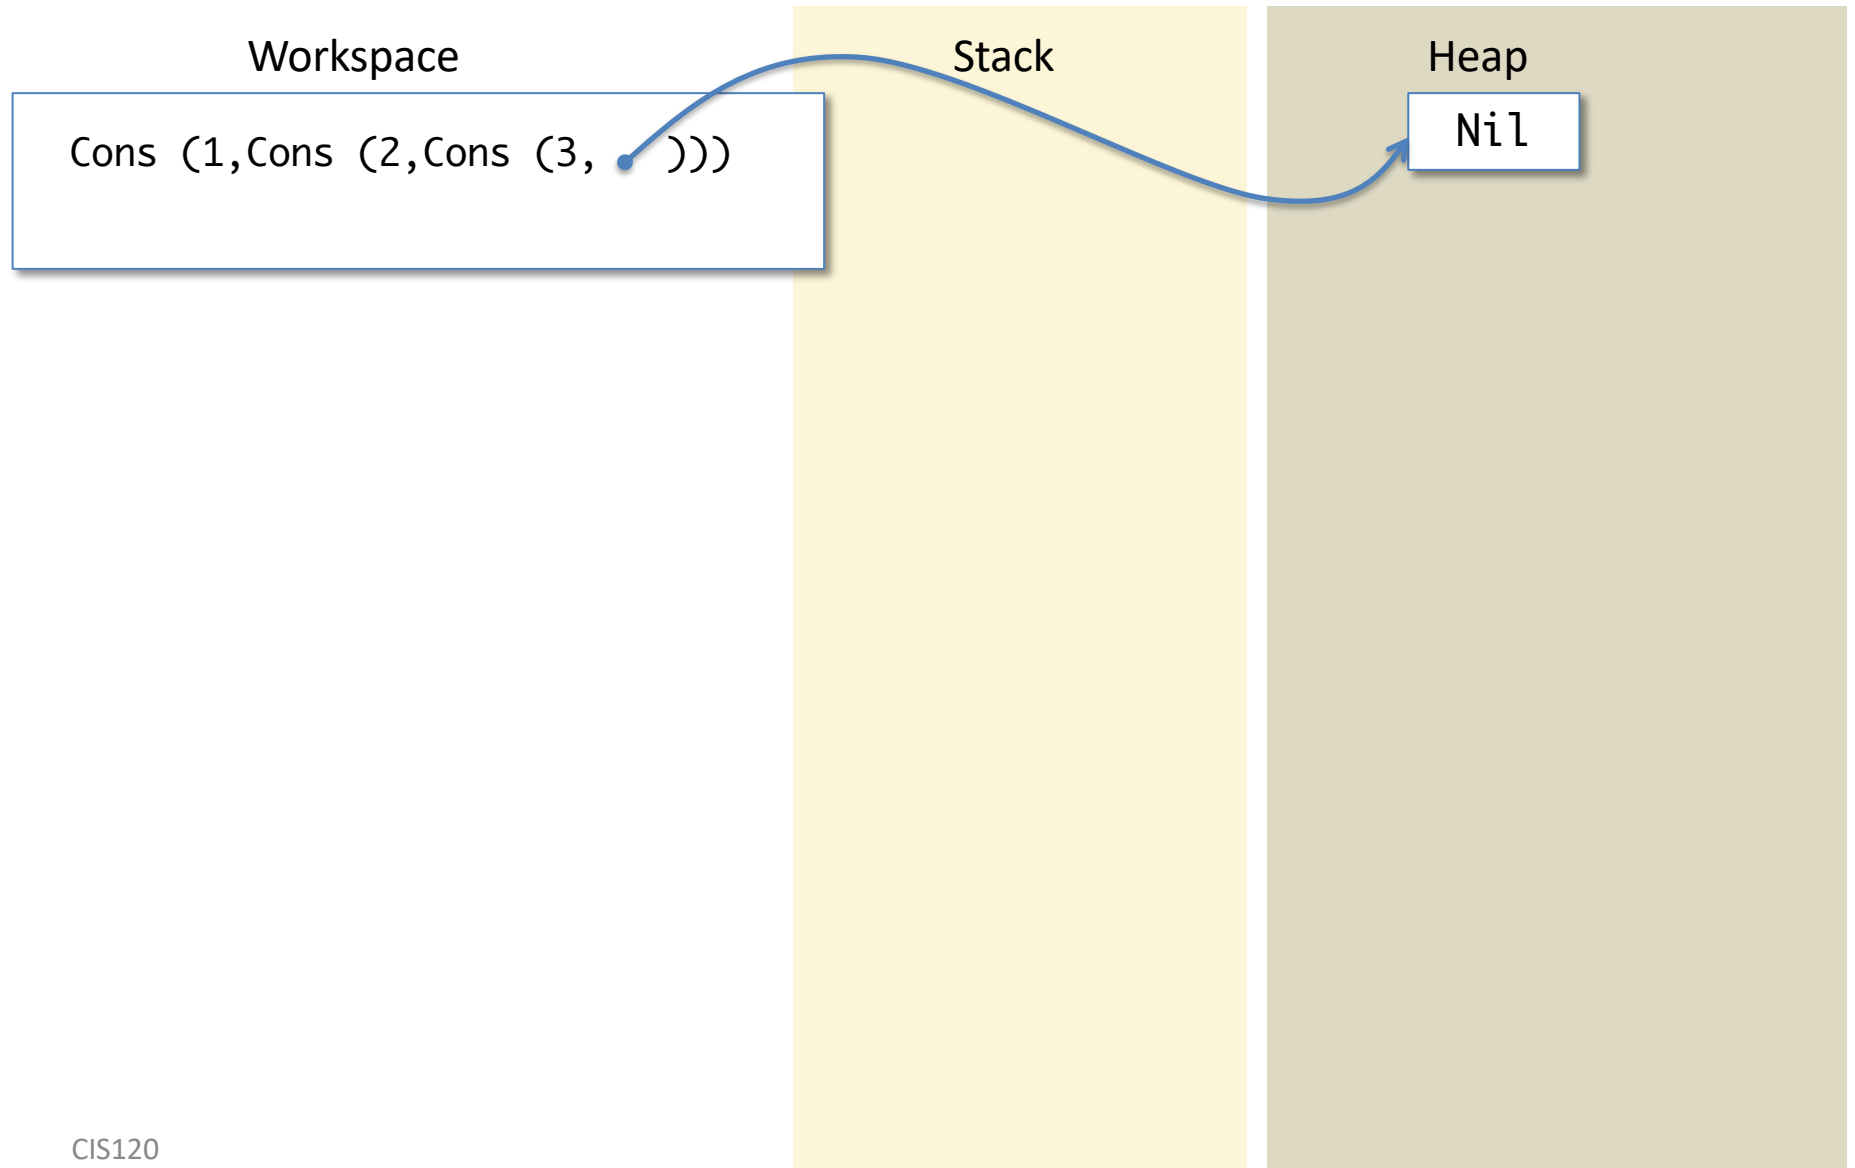 Workspace
Stack
Heap
Cons (1,Cons (2,Cons (3, )))
Nil
CIS120